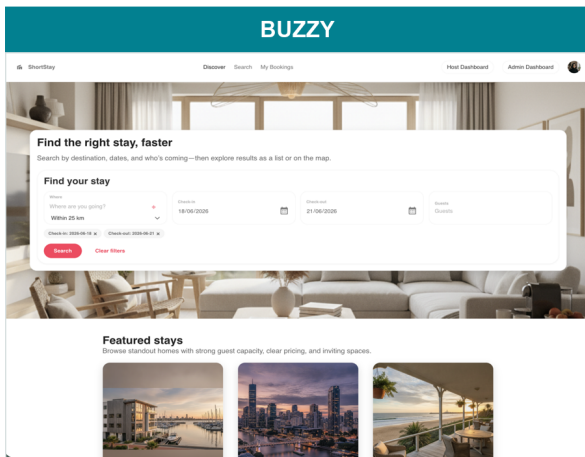 BUZZY
ShortStay
Discover Search My Bookings
Host Dashboard Admin Dashboard
Find the right stay, faster
Search by destination, dates, and who's coming—then explore results as a list or on the map.
Find your stay
Where
Where are you going?
Within 25 km
Check-in
18/06/2026
Check-out
21/06/2026
Guests
Guests
Check-in: 2026-06-18 x Check-out: 2026-06-21 x
Search Clear filters
Featured stays
Browse standout homes with strong guest capacity, clear pricing, and inviting spaces.